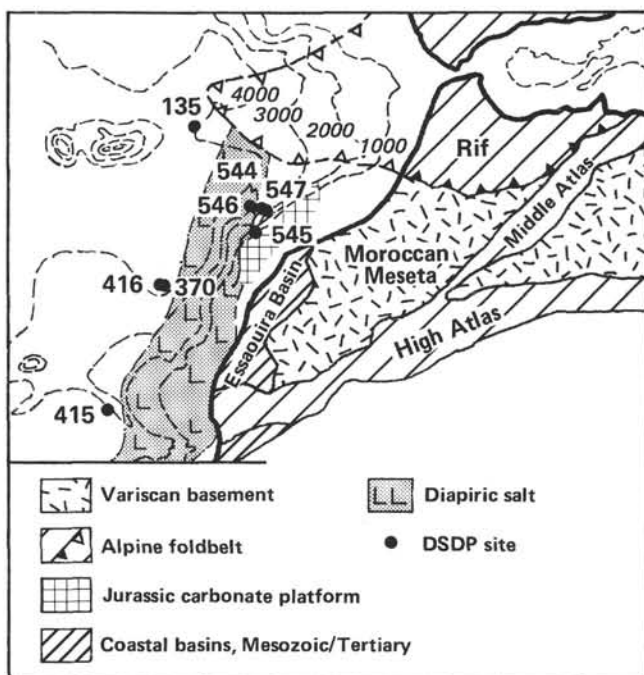 4000
3000
2000
1000
135
544
547
546
545
416
370
415
Rif
Middle Atlas
Moroccan
Meseta
Essaouira Basin
High Atlas
Variscan basement
Diapiric salt
Alpine foldbelt
DSDP site
Jurassic carbonate platform
Coastal basins, Mesozoic/Tertiary